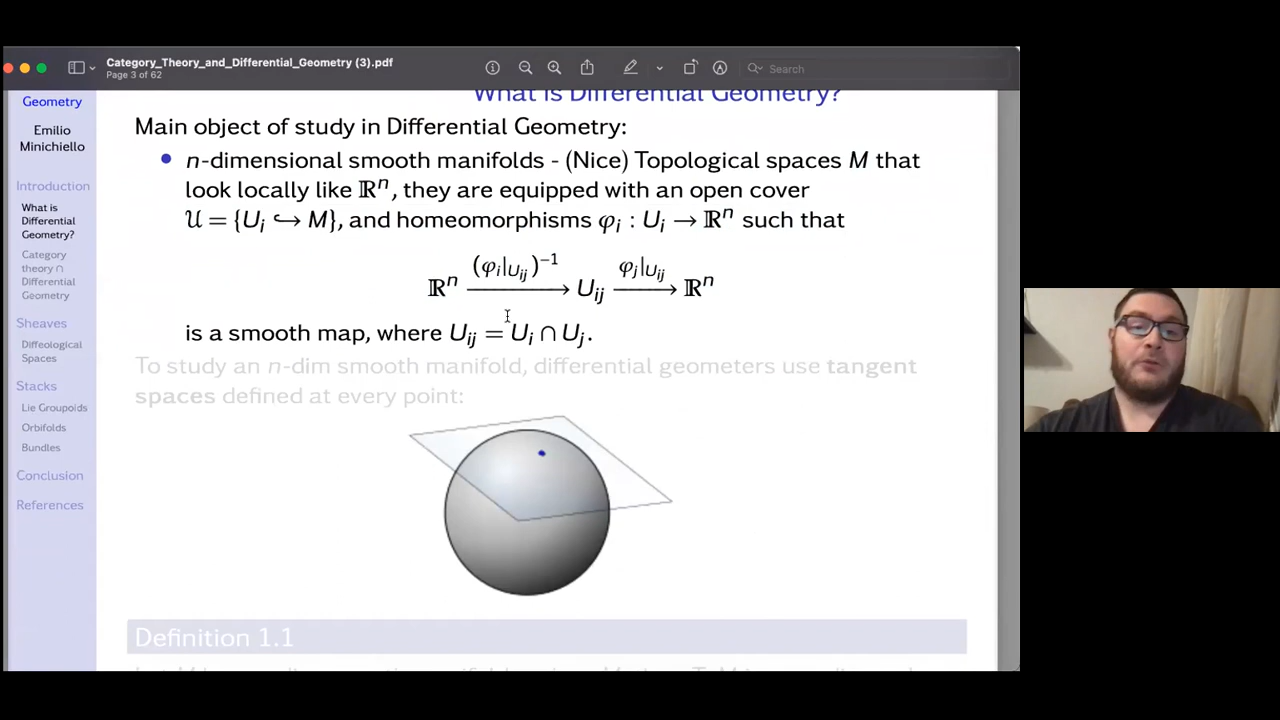 Category_Theory_and_Differential_Geometry (3).pdf
Page 3 of 62
Search
Geometry
Emilio
Minichiello
Introduction
What is
Differential
Geometry?
Category
theory ∩
Differential
Geometry
Sheaves
Diffeological
Spaces
Stacks
Lie Groupoids
Orbifolds
Bundles
Conclusion
References
What is Differential Geometry?
Main object of study in Differential Geometry:
• n-dimensional smooth manifolds - (Nice) Topological spaces M that
look locally like ℝⁿ, they are equipped with an open cover
𝒰 = {Uᵢ ↪ M}, and homeomorphisms φᵢ : Uᵢ → ℝⁿ such that
ℝⁿ —(φᵢ|Uᵢⱼ)⁻¹→ Uᵢⱼ —φⱼ|Uᵢⱼ→ ℝⁿ
is a smooth map, where Uᵢⱼ = Uᵢ ∩ Uⱼ.
To study an n-dim smooth manifold, differential geometers use tangent
spaces defined at every point:
Definition 1.1